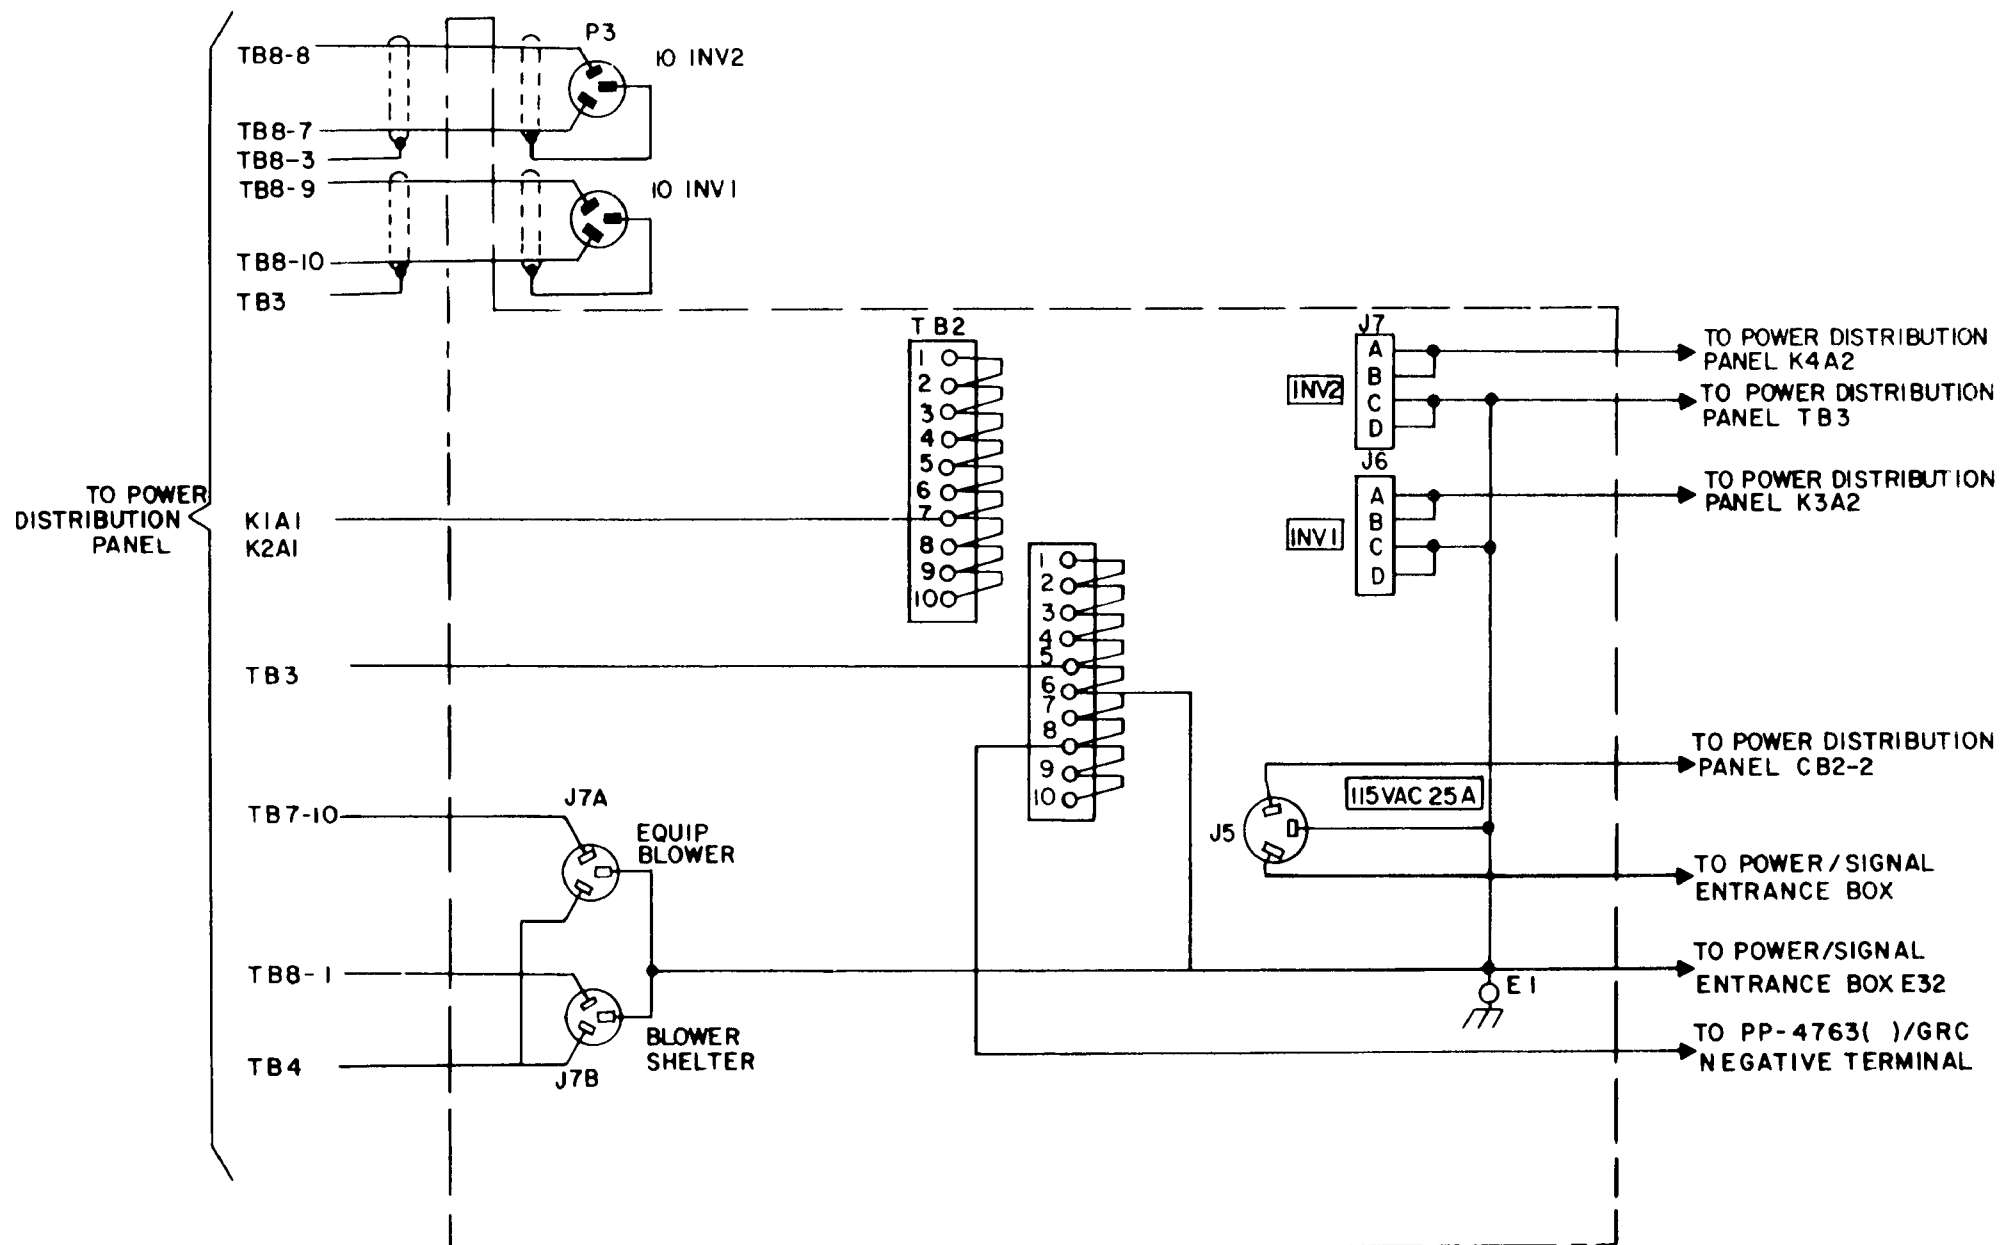 TO POWER
DISTRIBUTION
PANEL
TB8-8
TB8-7
TB8-3
TB8-9
TB8-10
TB3
P3
10 INV2
10 INV1
K1A1
K2A1
TB3
TB7-10
TB8-1
TB4
J7A
EQUIP
BLOWER
BLOWER
SHELTER
J7B
TB2
1
2
3
4
5
6
7
8
9
10
1
2
3
4
5
6
7
8
9
10
J7
A
B
C
D
INV2
J6
A
B
C
D
INV1
115VAC 25A
J5
E1
TO POWER DISTRIBUTION
PANEL K4A2
TO POWER DISTRIBUTION
PANEL TB3
TO POWER DISTRIBUTION
PANEL K3A2
TO POWER DISTRIBUTION
PANEL CB2-2
TO POWER/SIGNAL
ENTRANCE BOX
TO POWER/SIGNAL
ENTRANCE BOX E32
TO PP-4763( )/GRC
NEGATIVE TERMINAL